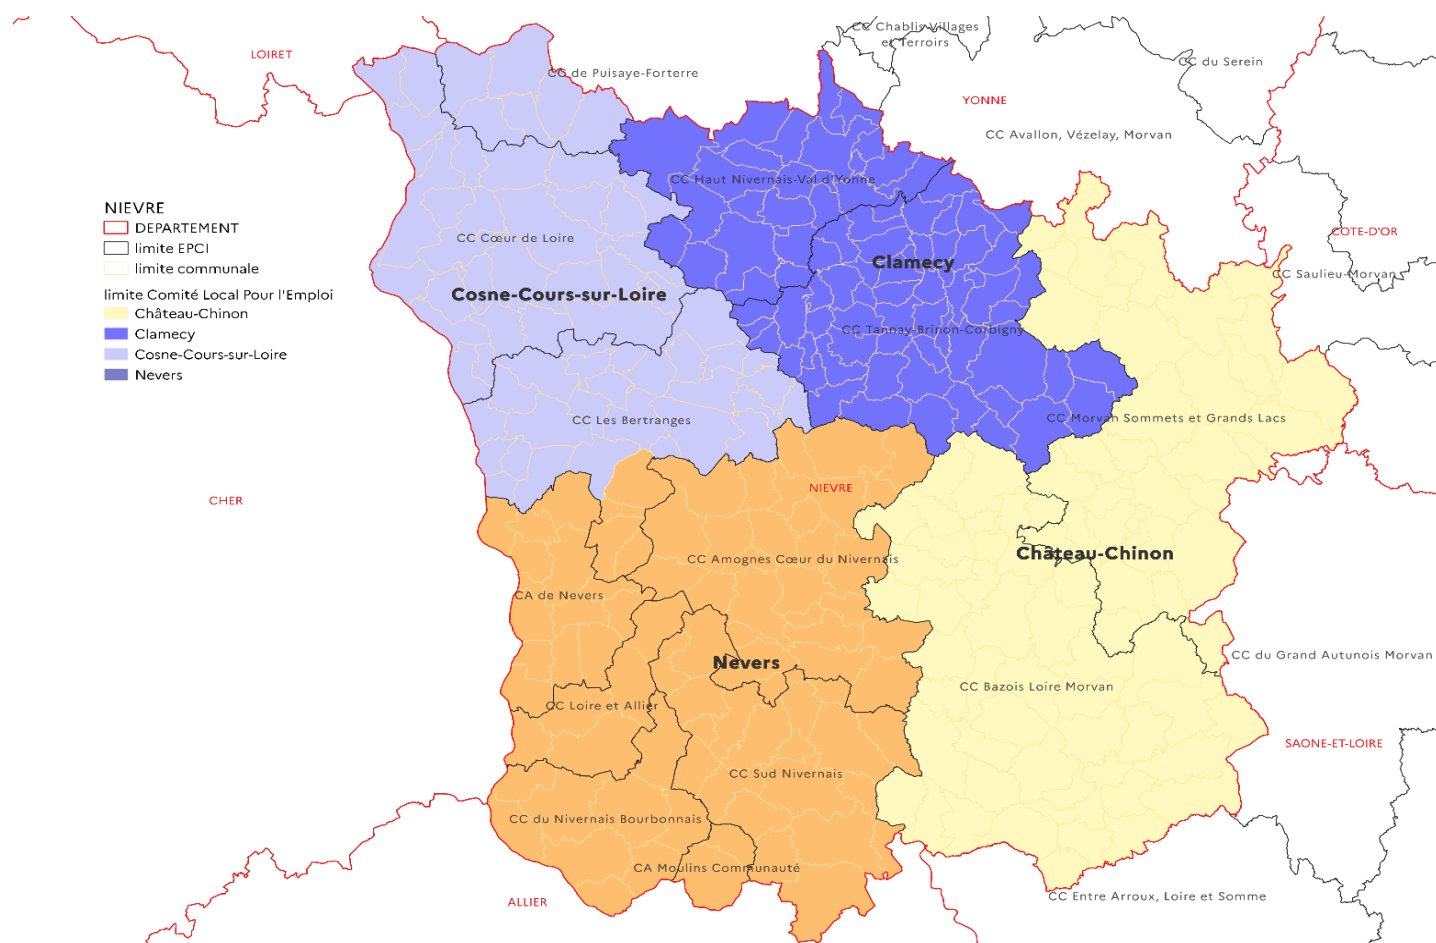 CC Chablis Villages
et Terroirs
LOIRET
CC du Serein
CC de Puisaye-Forterre
YONNE
CC Avallon, Vézelay, Morvan
CC Haut Nivernais-Val d'Yonne
NIEVRE
DEPARTEMENT
limite EPCI
limite communale
limite Comité Local Pour l'Emploi
Château-Chinon
Clamecy
Cosne-Cours-sur-Loire
Nevers
COTE-D'OR
CC Cœur de Loire
Clamecy
CC Saulieu-Morvan
Cosne-Cours-sur-Loire
CC Tannay-Brinon-Corbigny
CC Les Bertranges
CC Morvan Sommets et Grands Lacs
NIEVRE
CHER
Château-Chinon
CC Amognes Cœur du Nivernais
CA de Nevers
CC du Grand Autunois Morvan
Nevers
CC Bazois Loire Morvan
CC Loire et Allier
SAONE-ET-LOIRE
CC Sud Nivernais
CC du Nivernais Bourbonnais
CA Moulins Communauté
CC Entre Arroux, Loire et Somme
ALLIER